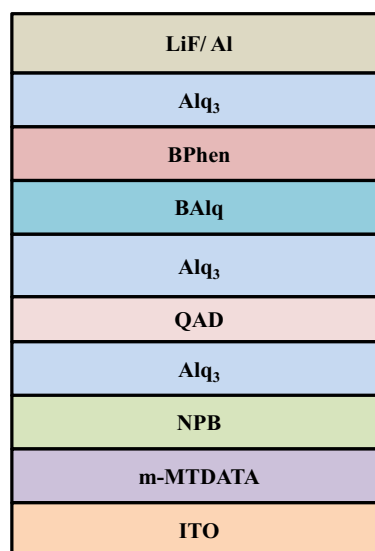 LiF/ Al
Alq₃
BPhen
BAlq
Alq₃
QAD
Alq₃
NPB
m-MTDATA
ITO